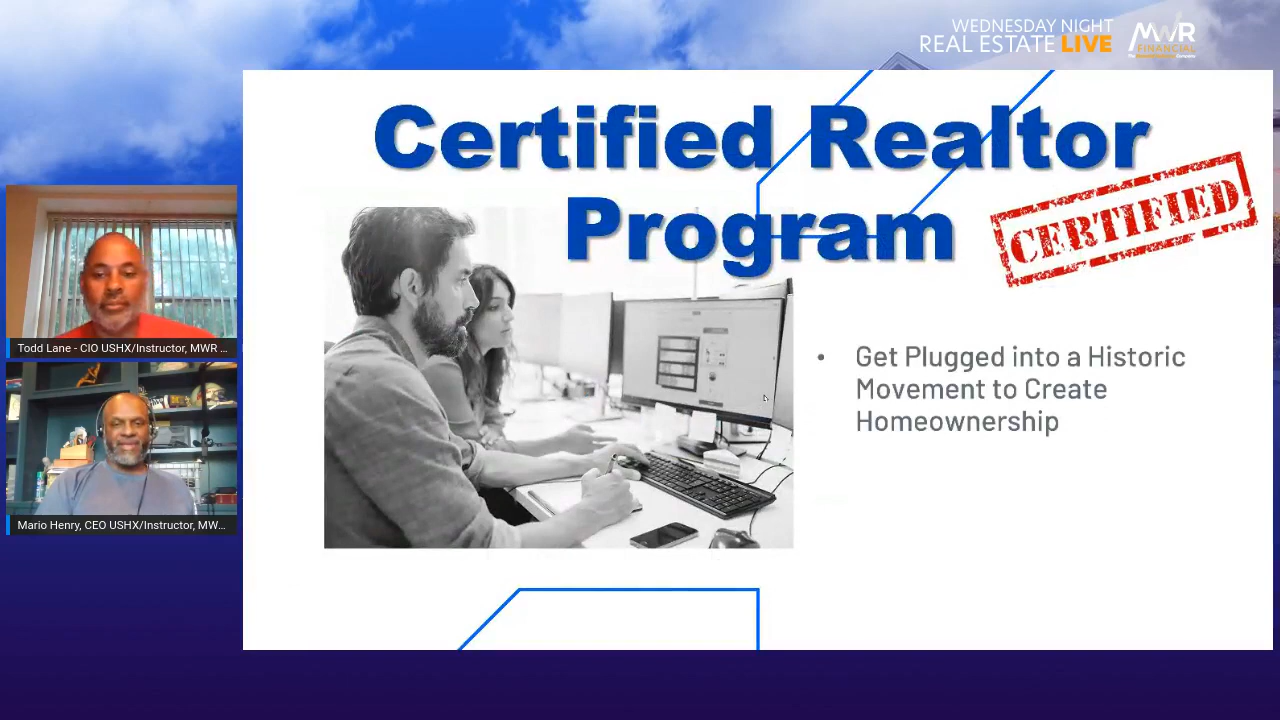 WEDNESDAY NIGHT
REAL ESTATE LIVE
MWR
FINANCIAL
Certified Realtor
Program
CERTIFIED
• Get Plugged into a Historic
Movement to Create
Homeownership
Todd Lane - CIO USHX/Instructor, MWR ...
Mario Henry, CEO USHX/Instructor, MW...